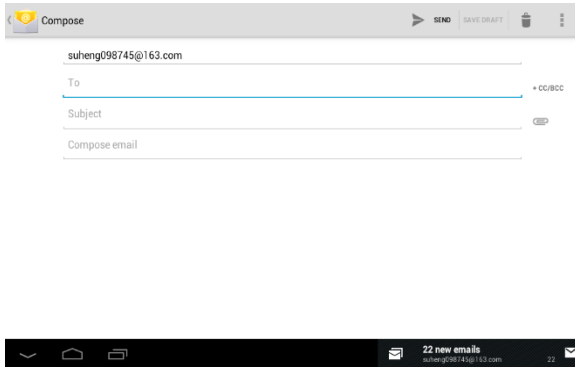 Compose
SEND
SAVE DRAFT
suheng098745@163.com
To
+ CC/BCC
Subject
Compose email
22 new emails
suheng098745@163.com
22